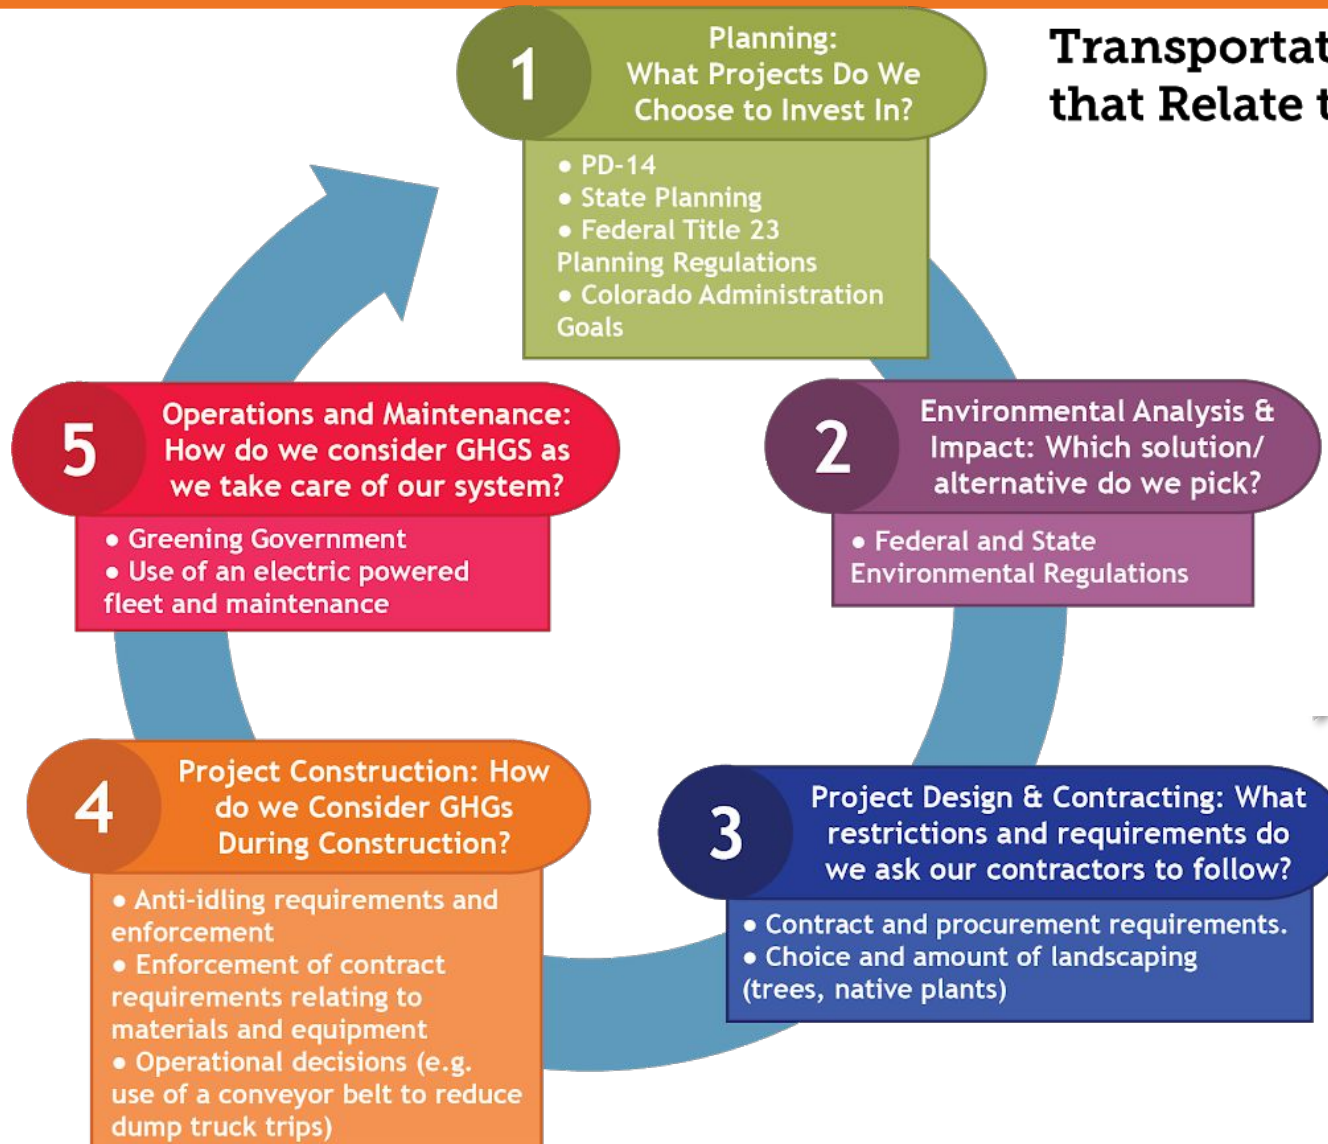 Transportat
that Relate t
1
Planning:
What Projects Do We
Choose to Invest In?
● PD-14
● State Planning
● Federal Title 23
Planning Regulations
● Colorado Administration
Goals
2
Environmental Analysis &
Impact: Which solution/
alternative do we pick?
● Federal and State
Environmental Regulations
3
Project Design & Contracting: What
restrictions and requirements do
we ask our contractors to follow?
● Contract and procurement requirements.
● Choice and amount of landscaping
(trees, native plants)
4
Project Construction: How
do we Consider GHGs
During Construction?
● Anti-idling requirements and
enforcement
● Enforcement of contract
requirements relating to
materials and equipment
● Operational decisions (e.g.
use of a conveyor belt to reduce
dump truck trips)
5
Operations and Maintenance:
How do we consider GHGS as
we take care of our system?
● Greening Government
● Use of an electric powered
fleet and maintenance